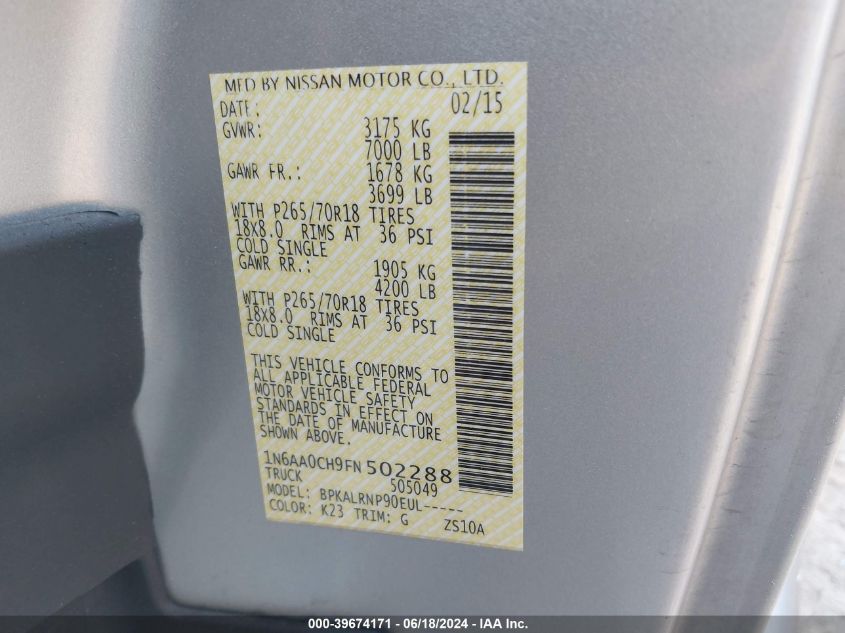 MFD BY NISSAN MOTOR CO., LTD.
DATE: 02/15
GVWR: 3175 KG
7000 LB
GAWR FR.: 1678 KG
3699 LB
WITH P265/70R18 TIRES
18X8.0 RIMS AT 36 PSI
COLD SINGLE
GAWR RR.: 1905 KG
4200 LB
WITH P265/70R18 TIRES
18X8.0 RIMS AT 36 PSI
COLD SINGLE
THIS VEHICLE CONFORMS TO
ALL APPLICABLE FEDERAL
MOTOR VEHICLE SAFETY
STANDARDS IN EFFECT ON
THE DATE OF MANUFACTURE
SHOWN ABOVE.
1N6AA0CH9FN502288
TRUCK 505049
MODEL: BPKALRNP90EUL-----
COLOR: K23 TRIM: G ZS10A
000-39674171 - 06/18/2024 - IAA Inc.